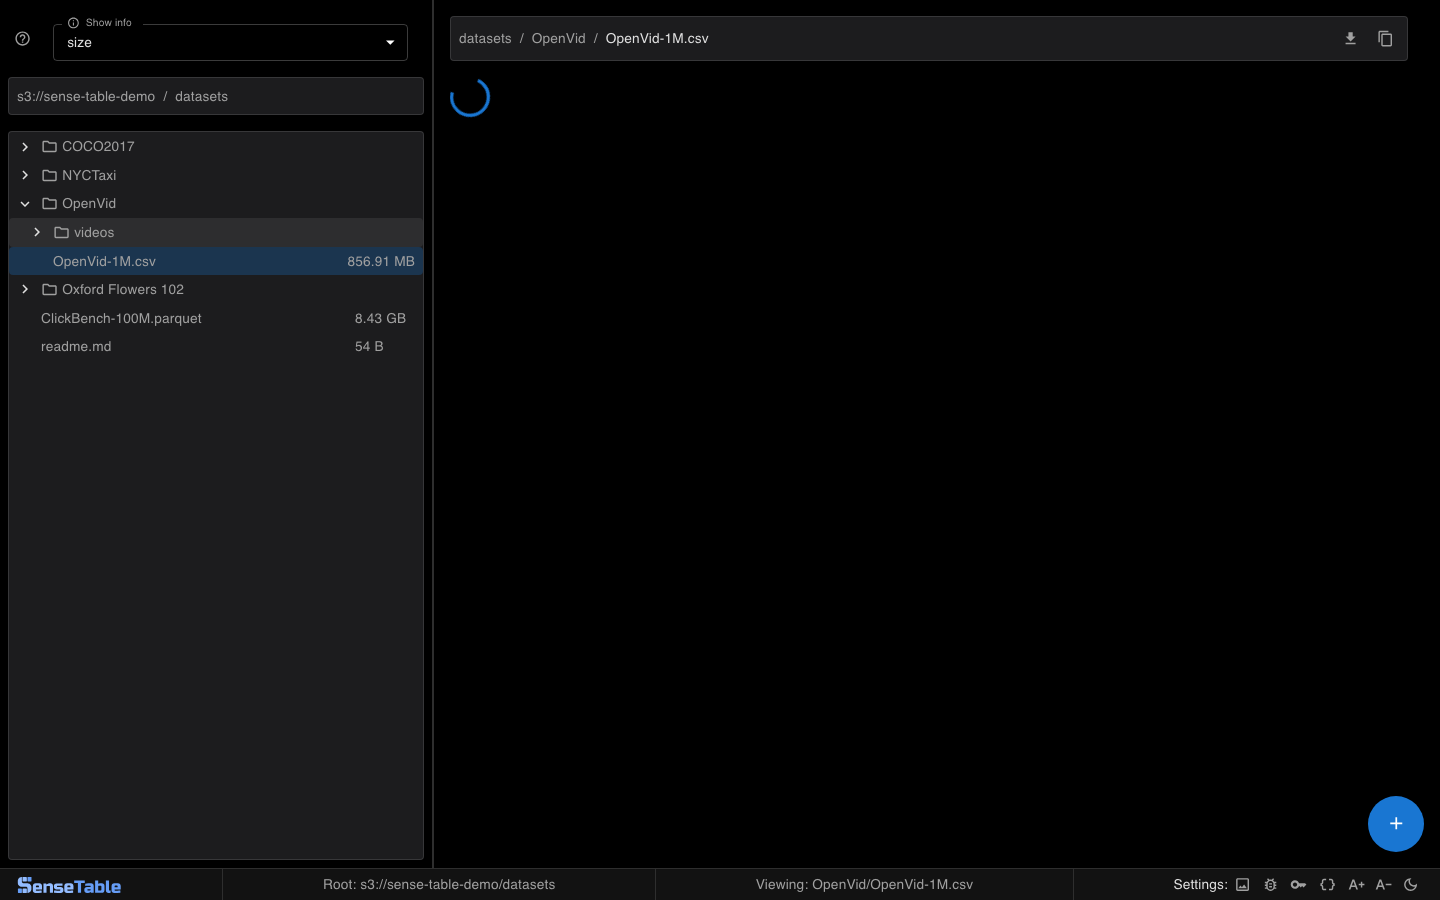 Show info
size
s3://sense-table-demo / datasets
COCO2017
NYCTaxi
OpenVid
videos
OpenVid-1M.csv 856.91 MB
Oxford Flowers 102
ClickBench-100M.parquet 8.43 GB
readme.md 54 B
datasets / OpenVid / OpenVid-1M.csv
SenseTable
Root: s3://sense-table-demo/datasets
Viewing: OpenVid/OpenVid-1M.csv
Settings: A+ A-